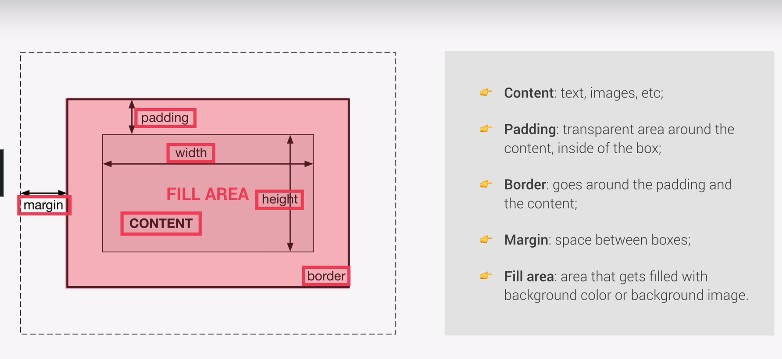 padding
width
FILL AREA
height
margin
CONTENT
border
Content: text, images, etc;
Padding: transparent area around the
content, inside of the box;
Border: goes around the padding and
the content;
Margin: space between boxes;
Fill area: area that gets filled with
background color or background image.